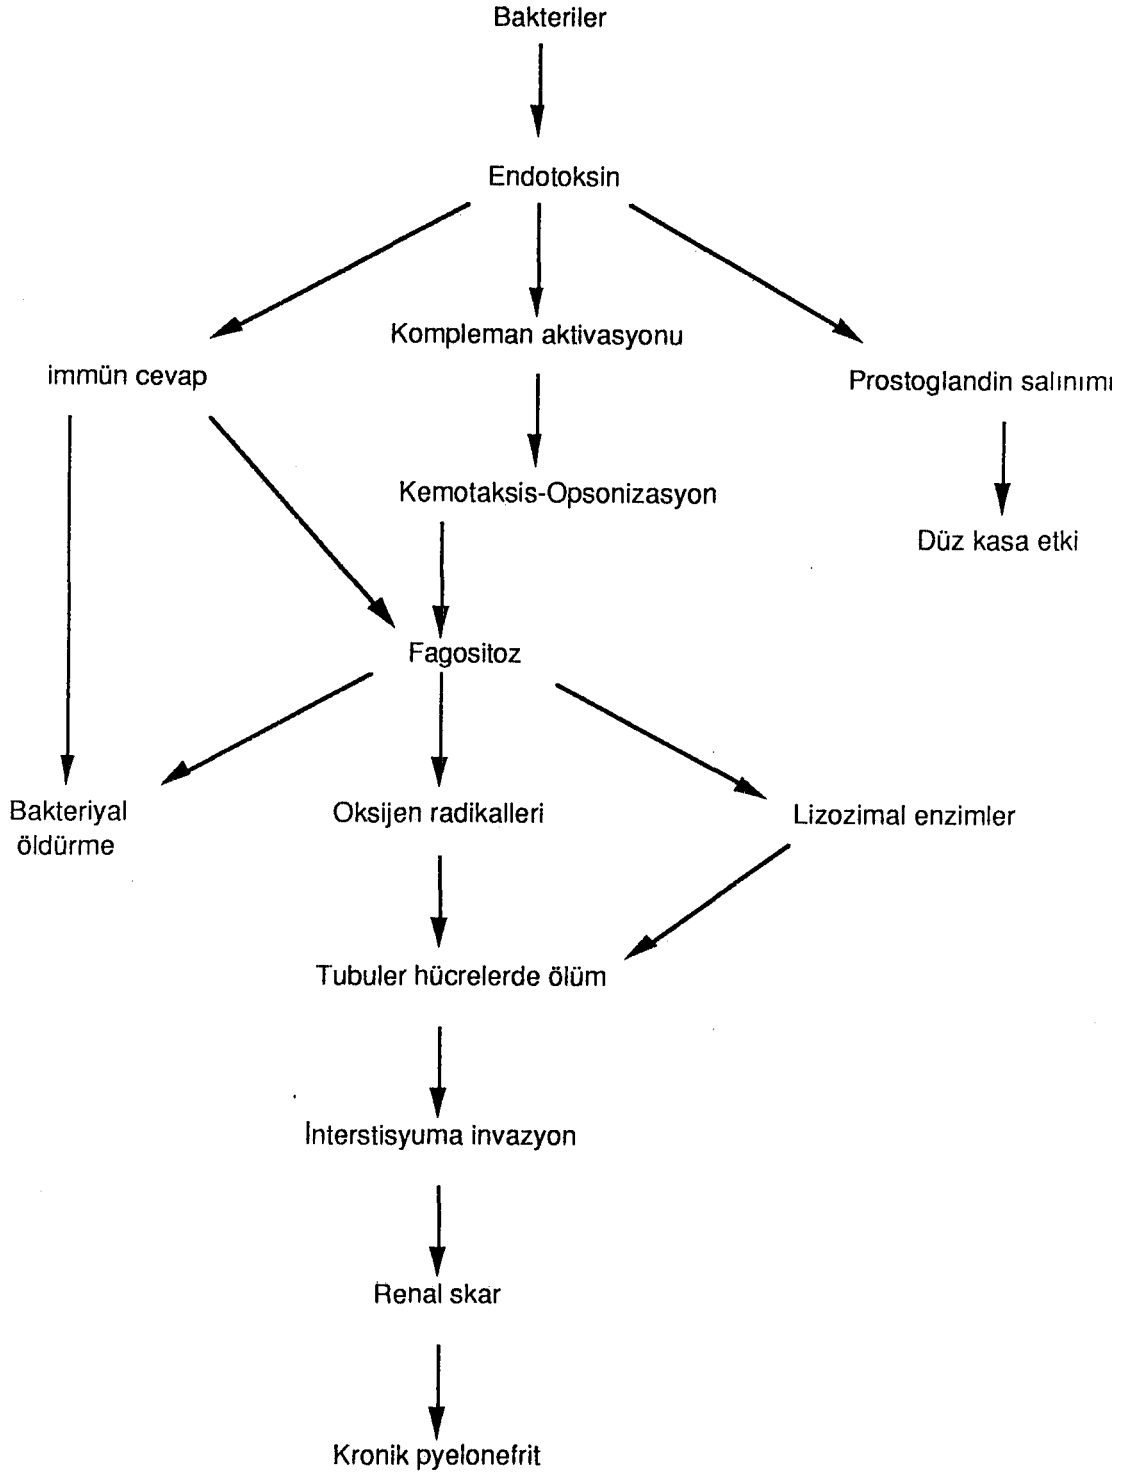 Bakteriler
Endotoksin
Kompleman aktivasyonu
immün cevap
Prostoglandin salınımı
Kemotaksis-Opsonizasyon
Düz kasa etki
Fagositoz
Bakteriyal
öldürme
Oksijen radikalleri
Lizozimal enzimler
Tubuler hücrelerde ölüm
İnterstisyuma invazyon
Renal skar
Kronik pyelonefrit